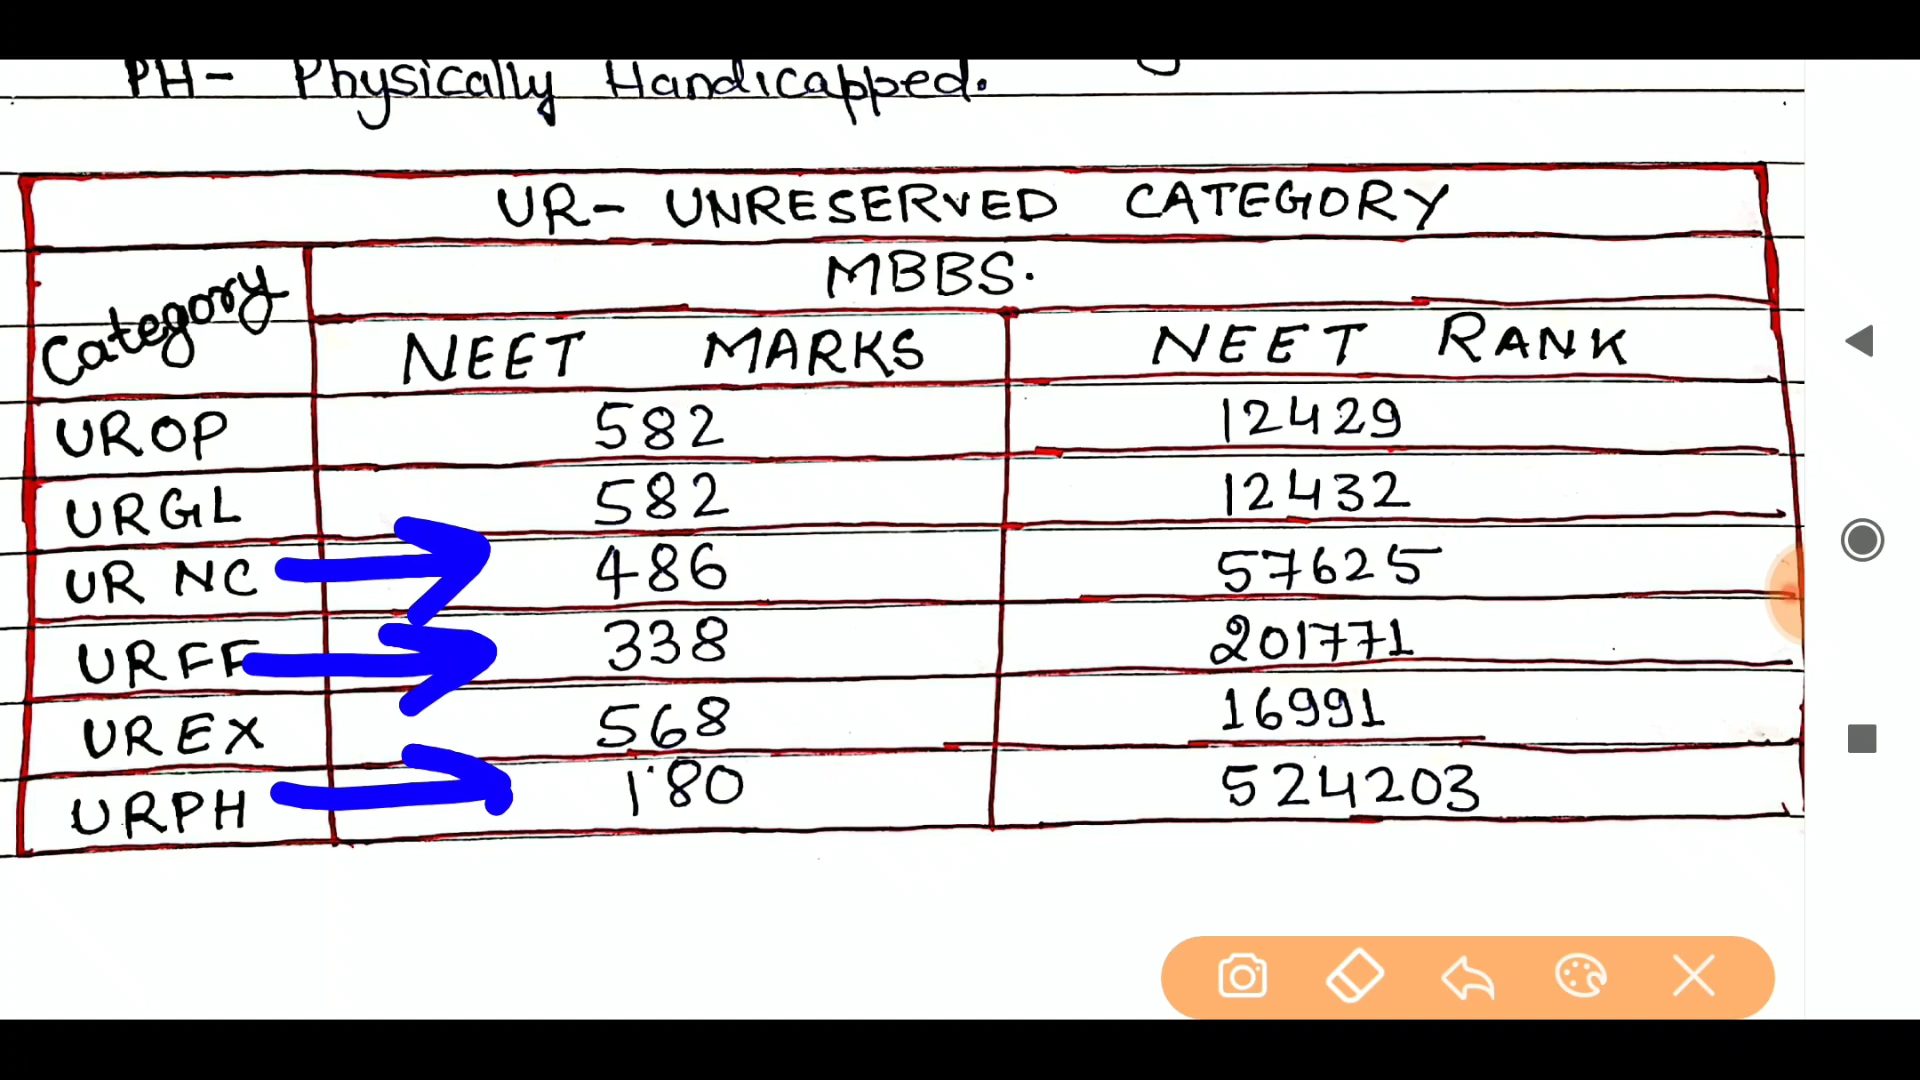 PH- Physically Handicapped.
UR- UNRESERVED CATEGORY
Category
MBBS.
NEET MARKS NEET RANK
UROP 582 12429
URGL 582 12432
UR NC 486 57625
URFF 338 201771
UREX 568 16991
URPH 180 524203